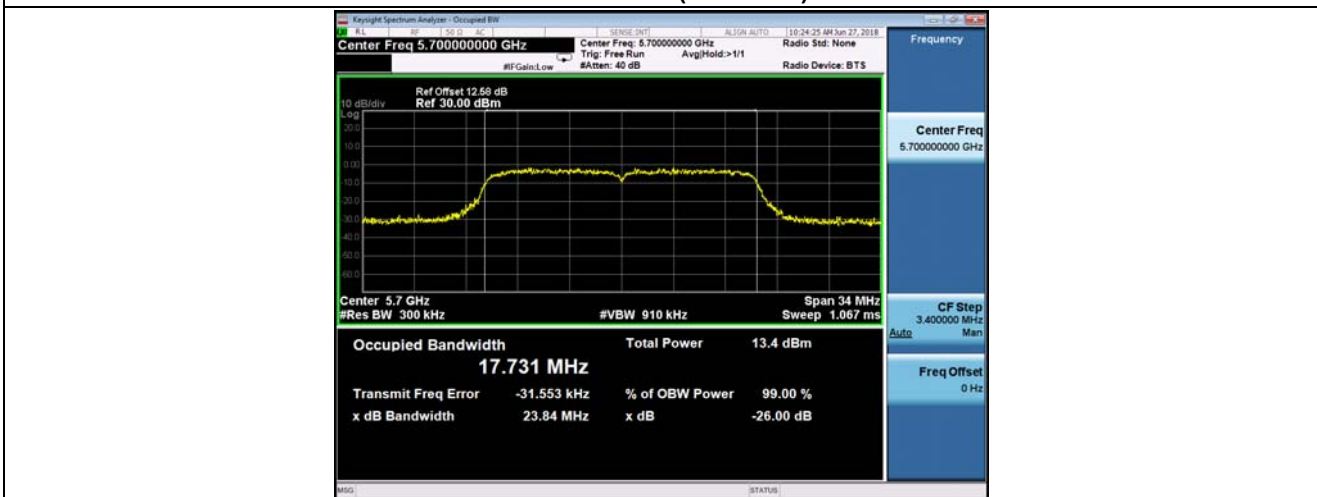 Keysight Spectrum Analyzer - Occupied BW
RL RF 50 Ω AC SENSE:INT ALIGN AUTO 10:24:25 AM Jun 27, 2018
Center Freq 5.700000000 GHz
Center Freq: 5.700000000 GHz
Radio Std: None
Trig: Free Run Avg|Hold:>1/1
#IFGain:Low
#Atten: 40 dB
Radio Device: BTS
Frequency
Ref Offset 12.58 dB
10 dB/div Ref 30.00 dBm
Log
20.0
10.0
0.00
-10.0
-20.0
-30.0
-40.0
-50.0
-60.0
Center Freq
5.700000000 GHz
Center 5.7 GHz Span 34 MHz
#Res BW 300 kHz #VBW 910 kHz Sweep 1.067 ms
CF Step
3.400000 MHz
Auto Man
Occupied Bandwidth Total Power 13.4 dBm
17.731 MHz
Freq Offset
0 Hz
Transmit Freq Error -31.553 kHz % of OBW Power 99.00 %
x dB Bandwidth 23.84 MHz x dB -26.00 dB
MSG STATUS